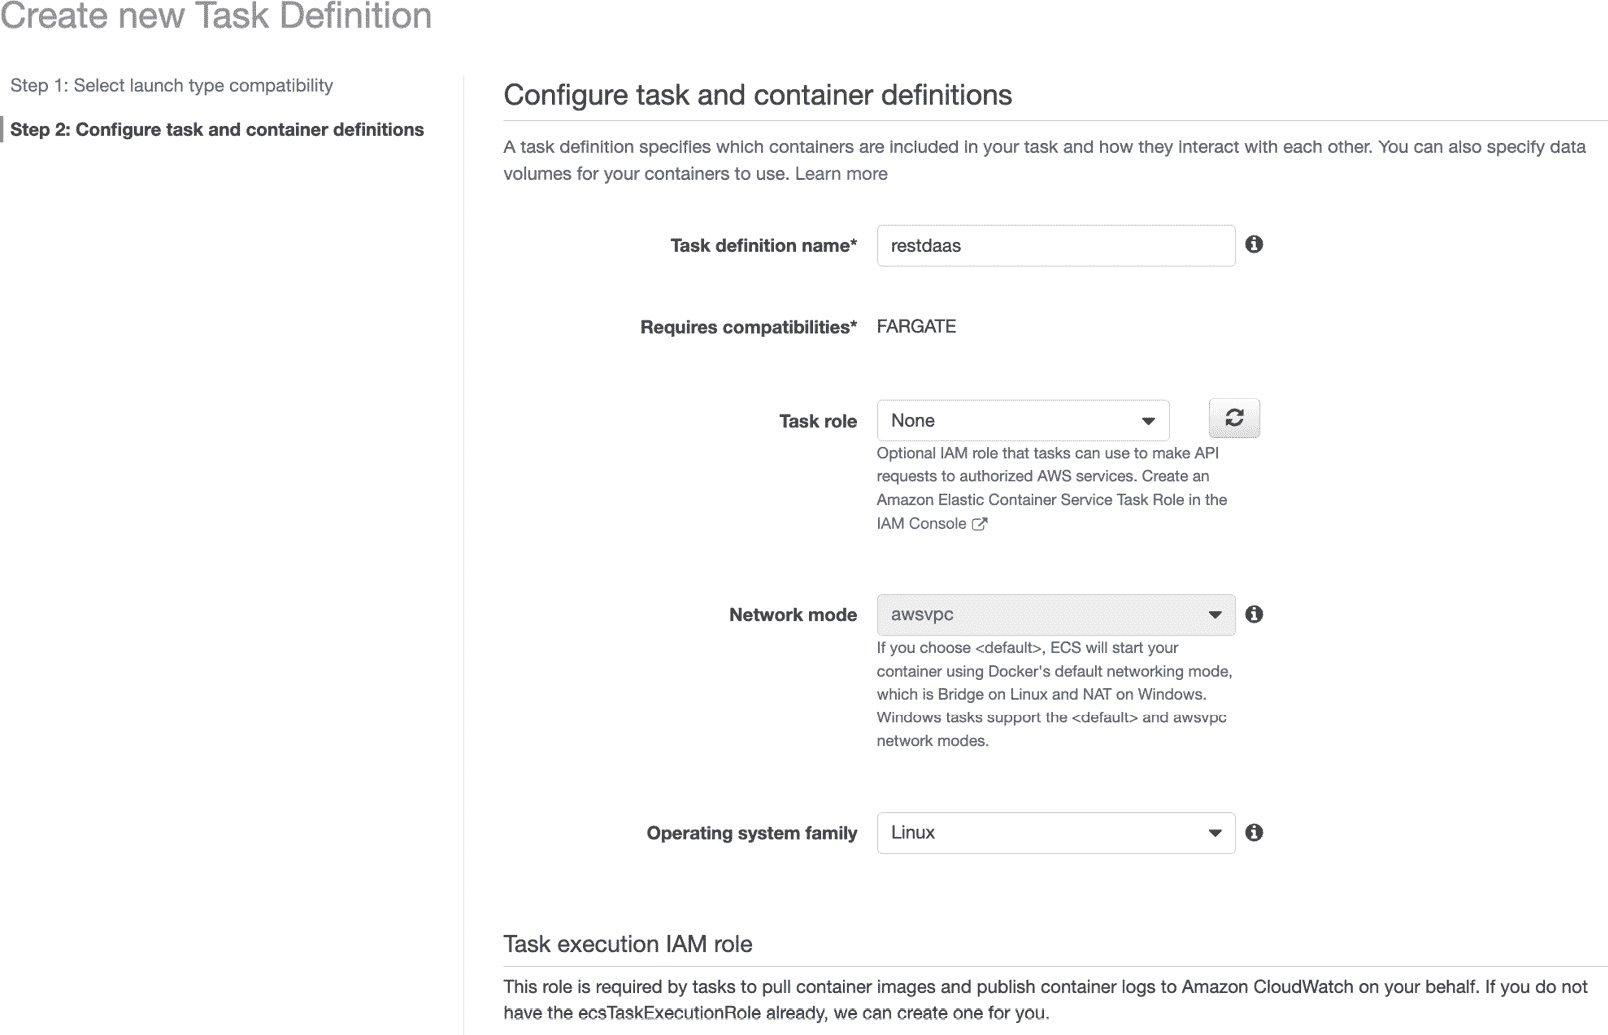 Create new Task Definition
Step 1: Select launch type compatibility
Step 2: Configure task and container definitions
Configure task and container definitions
A task definition specifies which containers are included in your task and how they interact with each other. You can also specify data
volumes for your containers to use. Learn more
Task definition name* restdaas
Requires compatibilities* FARGATE
Task role None
Optional IAM role that tasks can use to make API
requests to authorized AWS services. Create an
Amazon Elastic Container Service Task Role in the
IAM Console
Network mode awsvpc
If you choose <default>, ECS will start your
container using Docker's default networking mode,
which is Bridge on Linux and NAT on Windows.
Windows tasks support the <default> and awsvpc
network modes.
Operating system family Linux
Task execution IAM role
This role is required by tasks to pull container images and publish container logs to Amazon CloudWatch on your behalf. If you do not
have the ecsTaskExecutionRole already, we can create one for you.